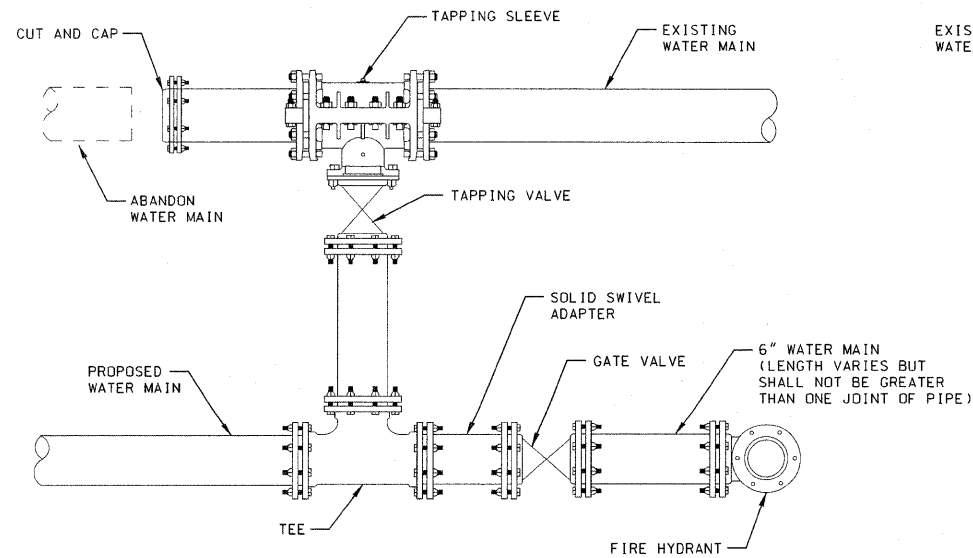 TAPPING SLEEVE
CUT AND CAP
EXISTING
WATER MAIN
EXIS
WATE
ABANDON
WATER MAIN
TAPPING VALVE
SOLID SWIVEL
ADAPTER
GATE VALVE
6" WATER MAIN
(LENGTH VARIES BUT
SHALL NOT BE GREATER
THAN ONE JOINT OF PIPE)
PROPOSED
WATER MAIN
TEE
FIRE HYDRANT